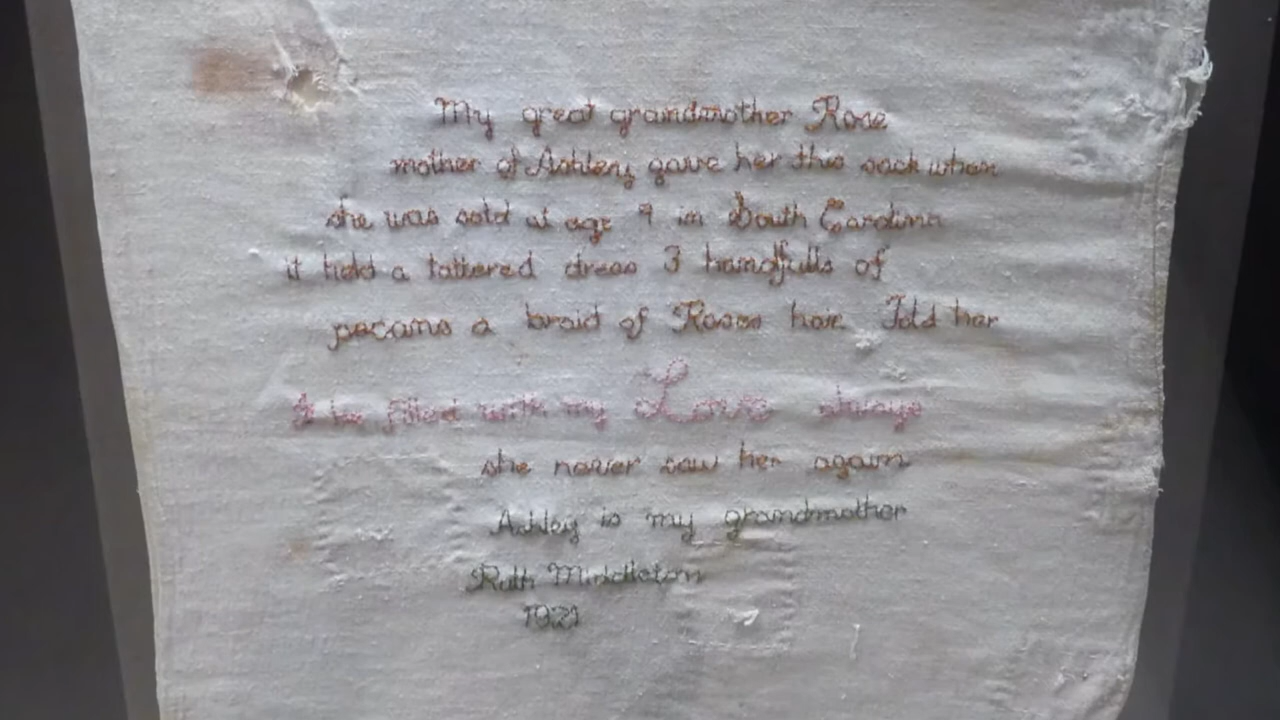 My great grandmother Rose
mother of Ashley gave her this sack when
she was sold at age 9 in South Carolina
it held a tattered dress 3 handfulls of
pecans a braid of Roses hair Told her
It be filled with my Love always
she never saw her again
Ashley is my grandmother
Ruth Middleton
1921